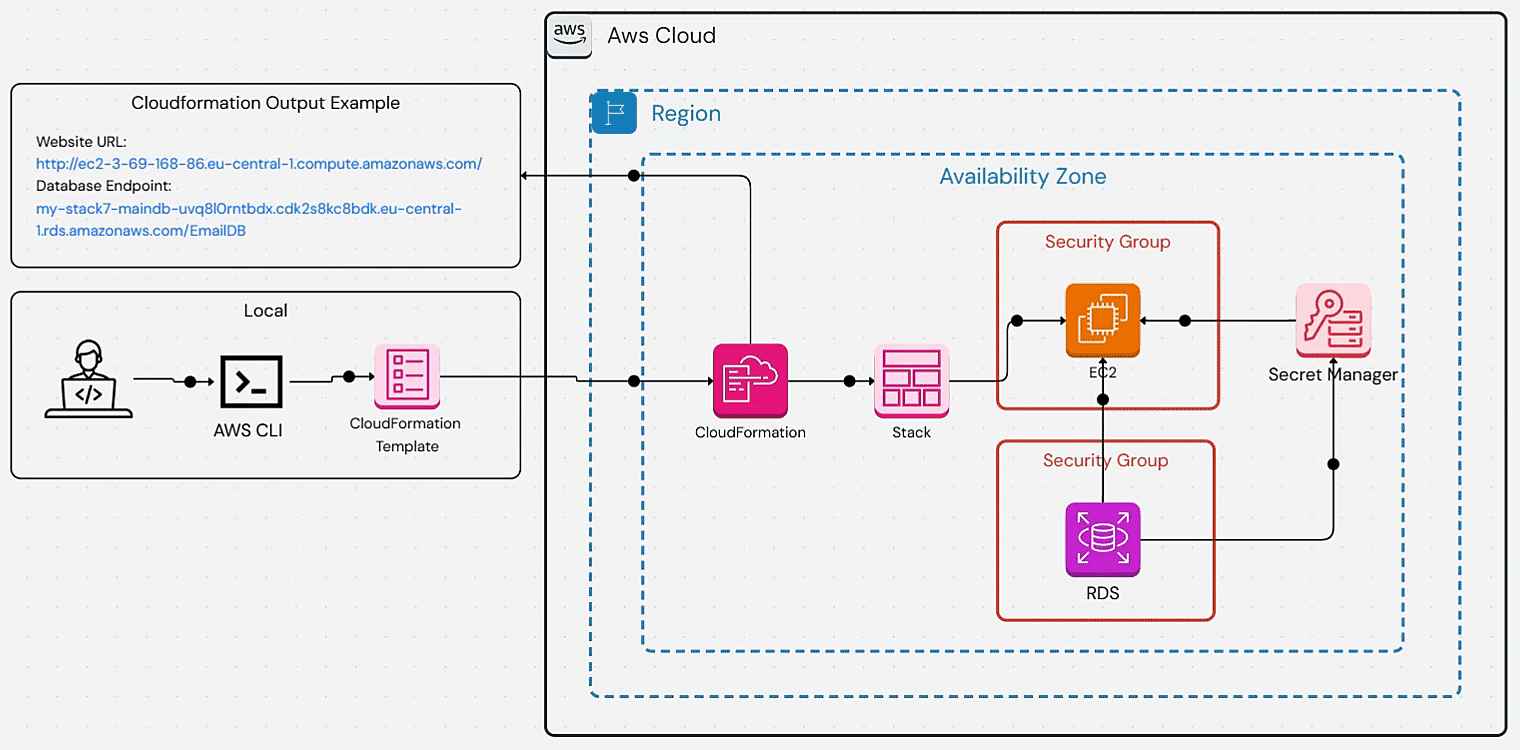 aws
Aws Cloud
Cloudformation Output Example
Website URL:
http://ec2-3-69-168-86.eu-central-1.compute.amazonaws.com/
Database Endpoint:
my-stack7-maindb-uvq8l0rntbdx.cdk2s8kc8bdk.eu-central-
1.rds.amazonaws.com/EmailDB
Region
Availability Zone
Security Group
EC2
Secret Manager
Local
AWS CLI
CloudFormation
Template
CloudFormation
Stack
Security Group
RDS